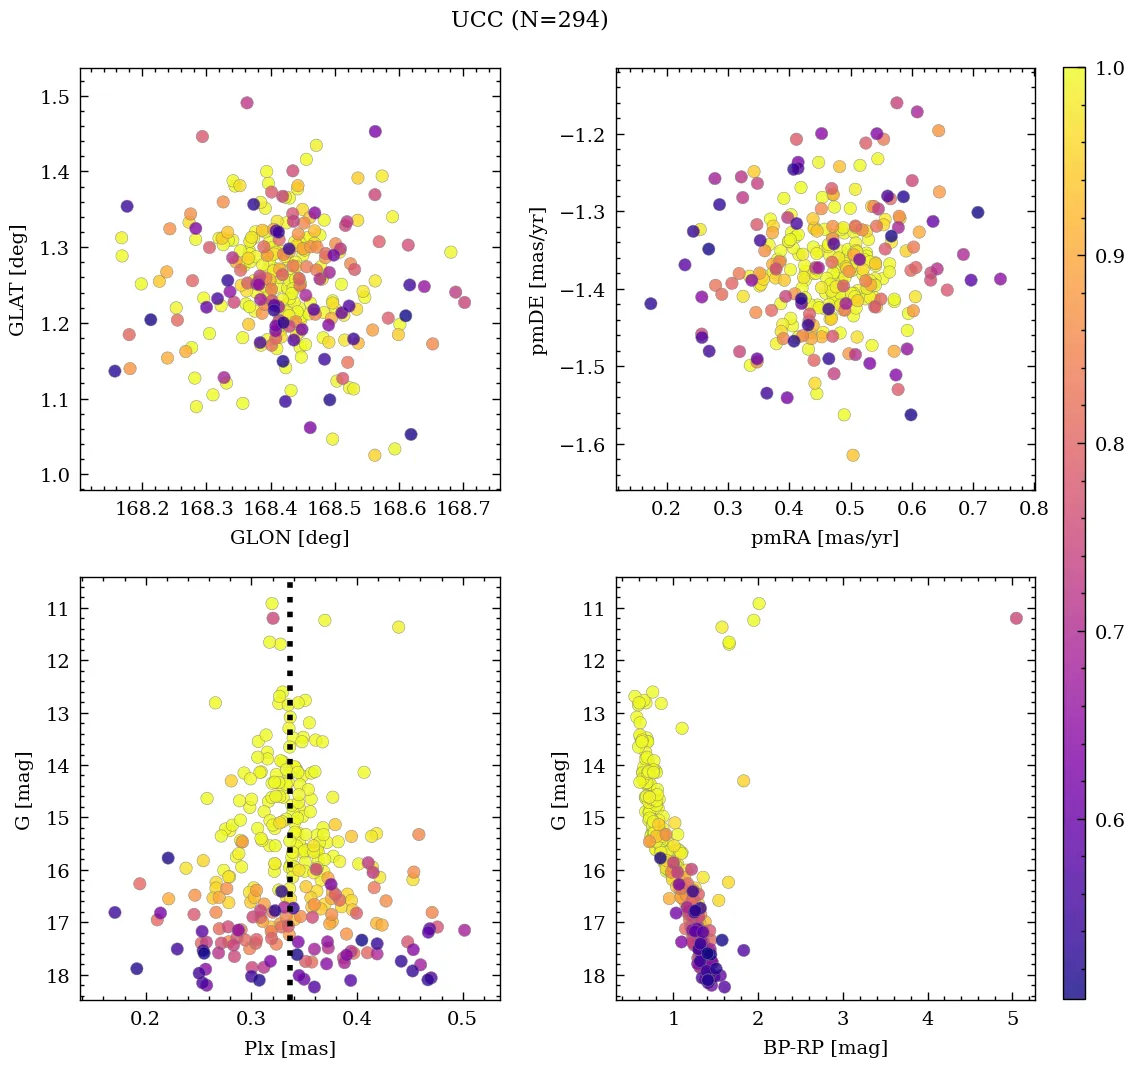 UCC (N=294)
1.5
1.4
1.3
1.2
1.1
1.0
GLAT [deg]
168.2 168.3 168.4 168.5 168.6 168.7
GLON [deg]
−1.2
−1.3
−1.4
−1.5
−1.6
pmDE [mas/yr]
0.2 0.3 0.4 0.5 0.6 0.7 0.8
pmRA [mas/yr]
11
12
13
14
15
16
17
18
G [mag]
0.2 0.3 0.4 0.5
Plx [mas]
11
12
13
14
15
16
17
18
G [mag]
1 2 3 4 5
BP-RP [mag]
1.0
0.9
0.8
0.7
0.6